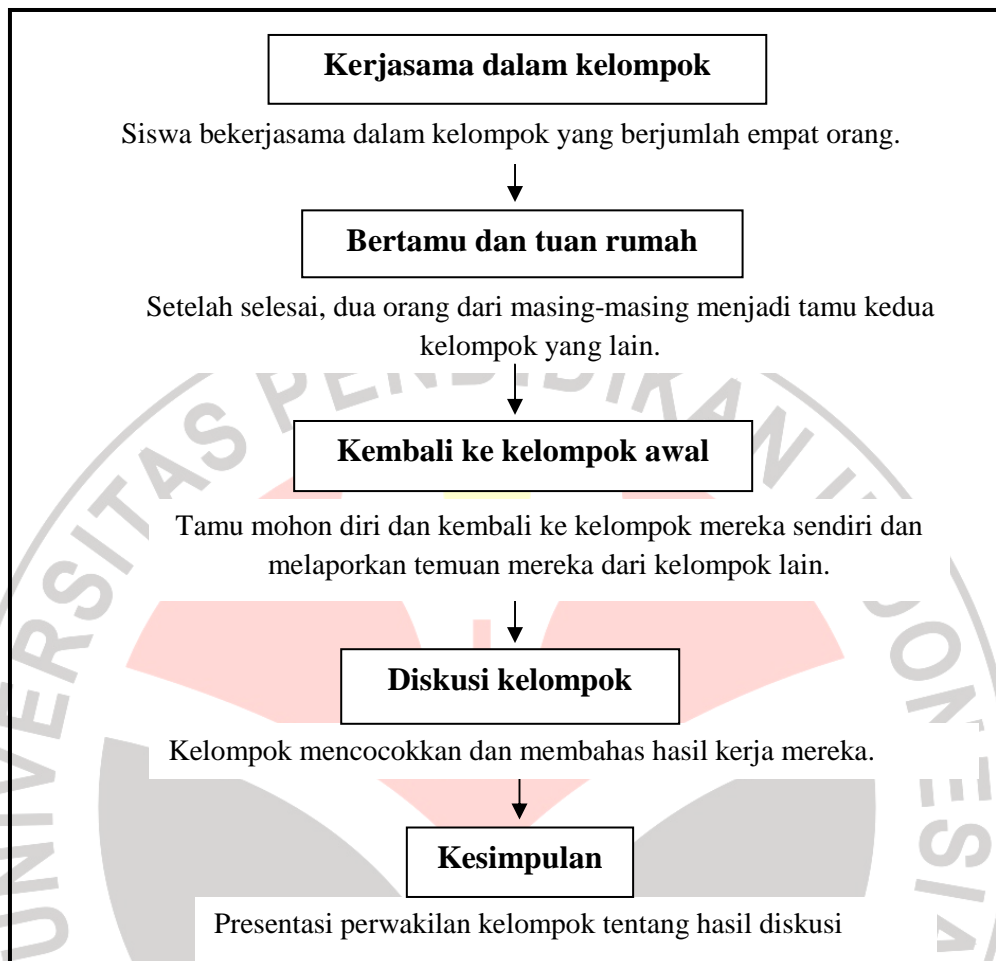 Kerjasama dalam kelompok
Siswa bekerjasama dalam kelompok yang berjumlah empat orang.
Bertamu dan tuan rumah
Setelah selesai, dua orang dari masing-masing menjadi tamu kedua
kelompok yang lain.
Kembali ke kelompok awal
Tamu mohon diri dan kembali ke kelompok mereka sendiri dan
melaporkan temuan mereka dari kelompok lain.
Diskusi kelompok
Kelompok mencocokkan dan membahas hasil kerja mereka.
Kesimpulan
Presentasi perwakilan kelompok tentang hasil diskusi
UNIVERSITAS PENDIDIKAN INDONESIA